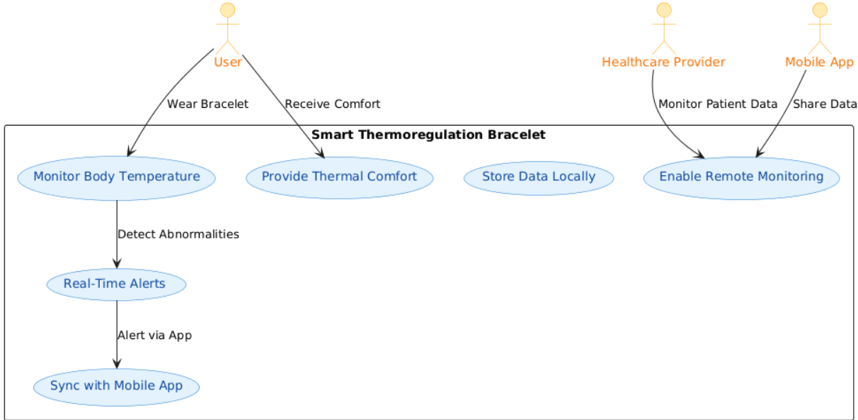 User
Healthcare Provider
Mobile App
Wear Bracelet
Receive Comfort
Monitor Patient Data
Share Data
Smart Thermoregulation Bracelet
Monitor Body Temperature
Provide Thermal Comfort
Store Data Locally
Enable Remote Monitoring
Detect Abnormalities
Real-Time Alerts
Alert via App
Sync with Mobile App